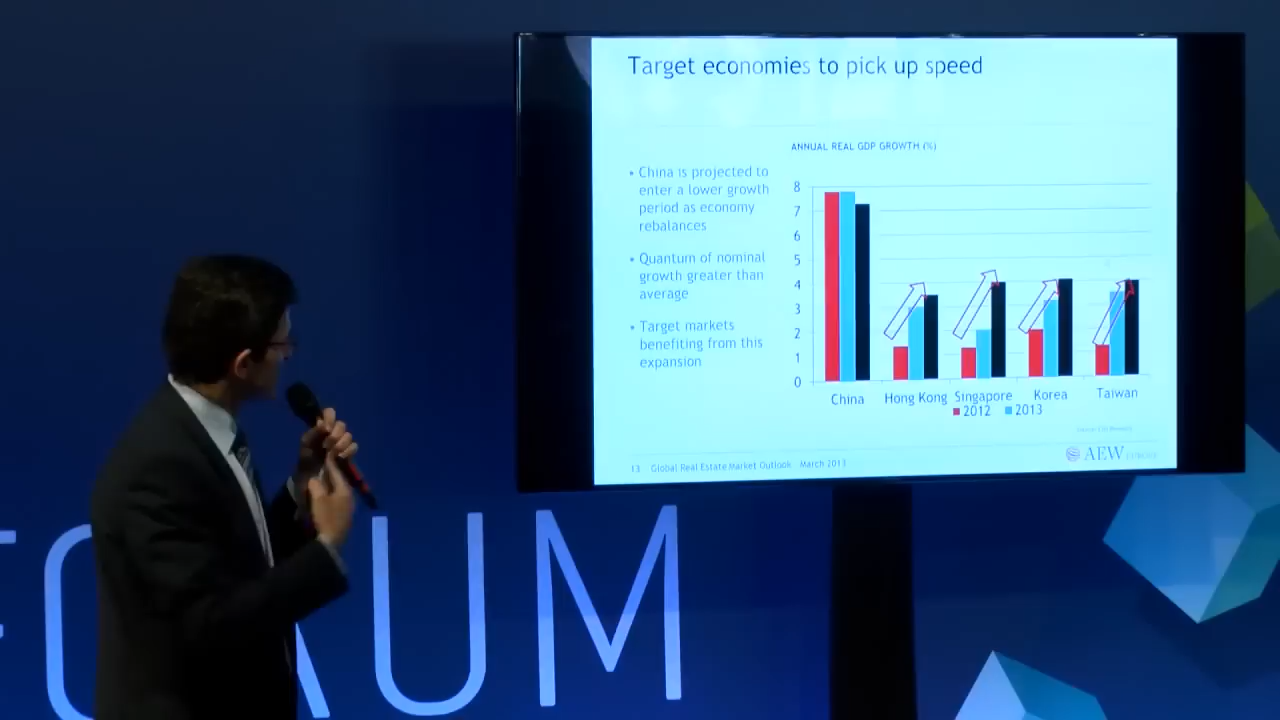 Target economies to pick up speed
ANNUAL REAL GDP GROWTH (%)
• China is projected to
enter a lower growth
period as economy
rebalances
• Quantum of nominal
growth greater than
average
• Target markets
benefiting from this
expansion
8
7
6
5
4
3
2
1
0
China Hong Kong Singapore Korea Taiwan
2012 2013
13 Global Real Estate Market Outlook March 2013
AEW EUROPE
FORUM